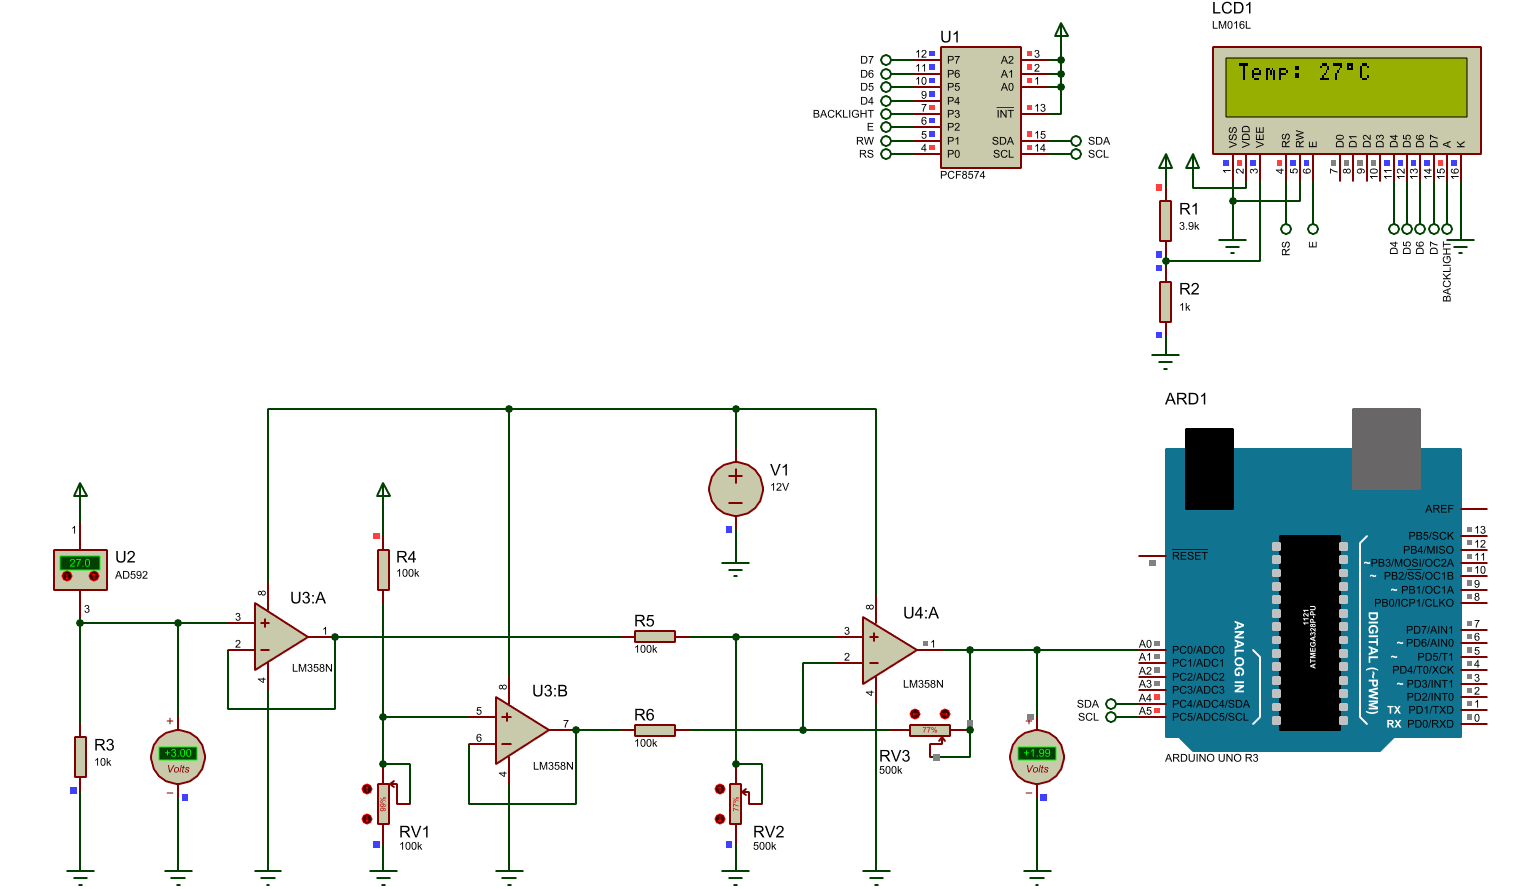 U1
12 P7 A2 3
11 P6 A1 2
10 P5 A0 1
9 P4
7 P3 INT 13
6 P2
5 P1 SDA 15
4 P0 SCL 14
PCF8574
D7
D6
D5
D4
BACKLIGHT
E
RW
RS
SDA
SCL
LCD1
LM016L
Temp: 27°C
VSS VDD VEE RS RW E D0 D1 D2 D3 D4 D5 D6 D7 A K
1 2 3 4 5 6 7 8 9 10 11 12 13 14 15 16
RS E D4 D5 D6 D7 BACKLIGHT
R1
3.9k
R2
1k
1
27.0
U2
AD592
3
R3
10k
+
+3.00
Volts
−
U3:A
3 + 1
2 −
8
4
LM358N
R4
100k
RV1
100k
99%
U3:B
5 + 7
6 −
8
4
LM358N
V1
12V
+
−
R5
100k
R6
100k
RV2
500k
77%
U4:A
3 + 1
2 −
8
4
LM358N
77%
RV3
500k
+
+1.99
Volts
−
ARD1
AREF
RESET
PB5/SCK 13
PB4/MISO 12
~PB3/MOSI/OC2A 11
~ PB2/SS/OC1B 10
~ PB1/OC1A 9
PB0/ICP1/CLKO 8
PD7/AIN1 7
~ PD6/AIN0 6
~ PD5/T1 5
PD4/T0/XCK 4
~ PD3/INT1 3
PD2/INT0 2
TX PD1/TXD 1
RX PD0/RXD 0
A0 PC0/ADC0
A1 PC1/ADC1
A2 PC2/ADC2
A3 PC3/ADC3
SDA A4 PC4/ADC4/SDA
SCL A5 PC5/ADC5/SCL
ANALOG IN
1121
ATMEGA328P-PU
DIGITAL (~PWM)
ARDUINO UNO R3